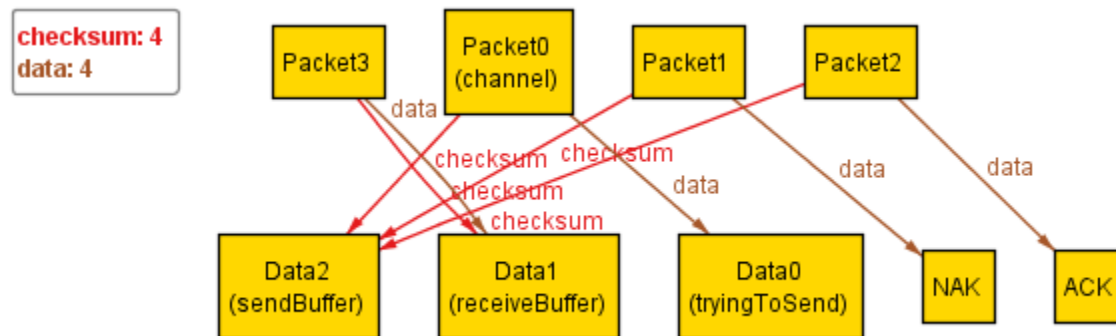 checksum: 4
data: 4
Packet3
Packet0
(channel)
Packet1
Packet2
data
checksum
checksum
data
data
data
checksum
checksum
Data2
(sendBuffer)
Data1
(receiveBuffer)
Data0
(tryingToSend)
NAK
ACK